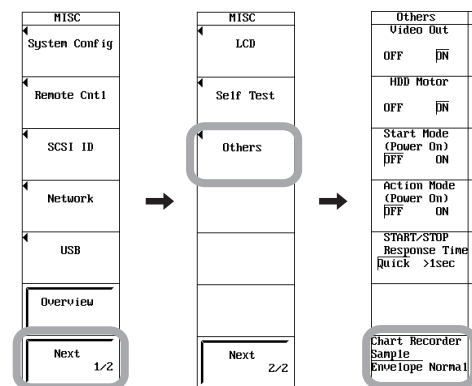 MISC
System Config
Remote Cntl
SCSI ID
Network
USB
Overview
Next
1/2
MISC
LCD
Self Test
Others
Next
2/2
Others
Video Out
OFF ON
HDD Motor
OFF ON
Start Mode
(Power On)
OFF ON
Action Mode
(Power On)
OFF ON
START/STOP
Response Time
Quick >1sec
Chart Recorder
Sample
Envelope Normal